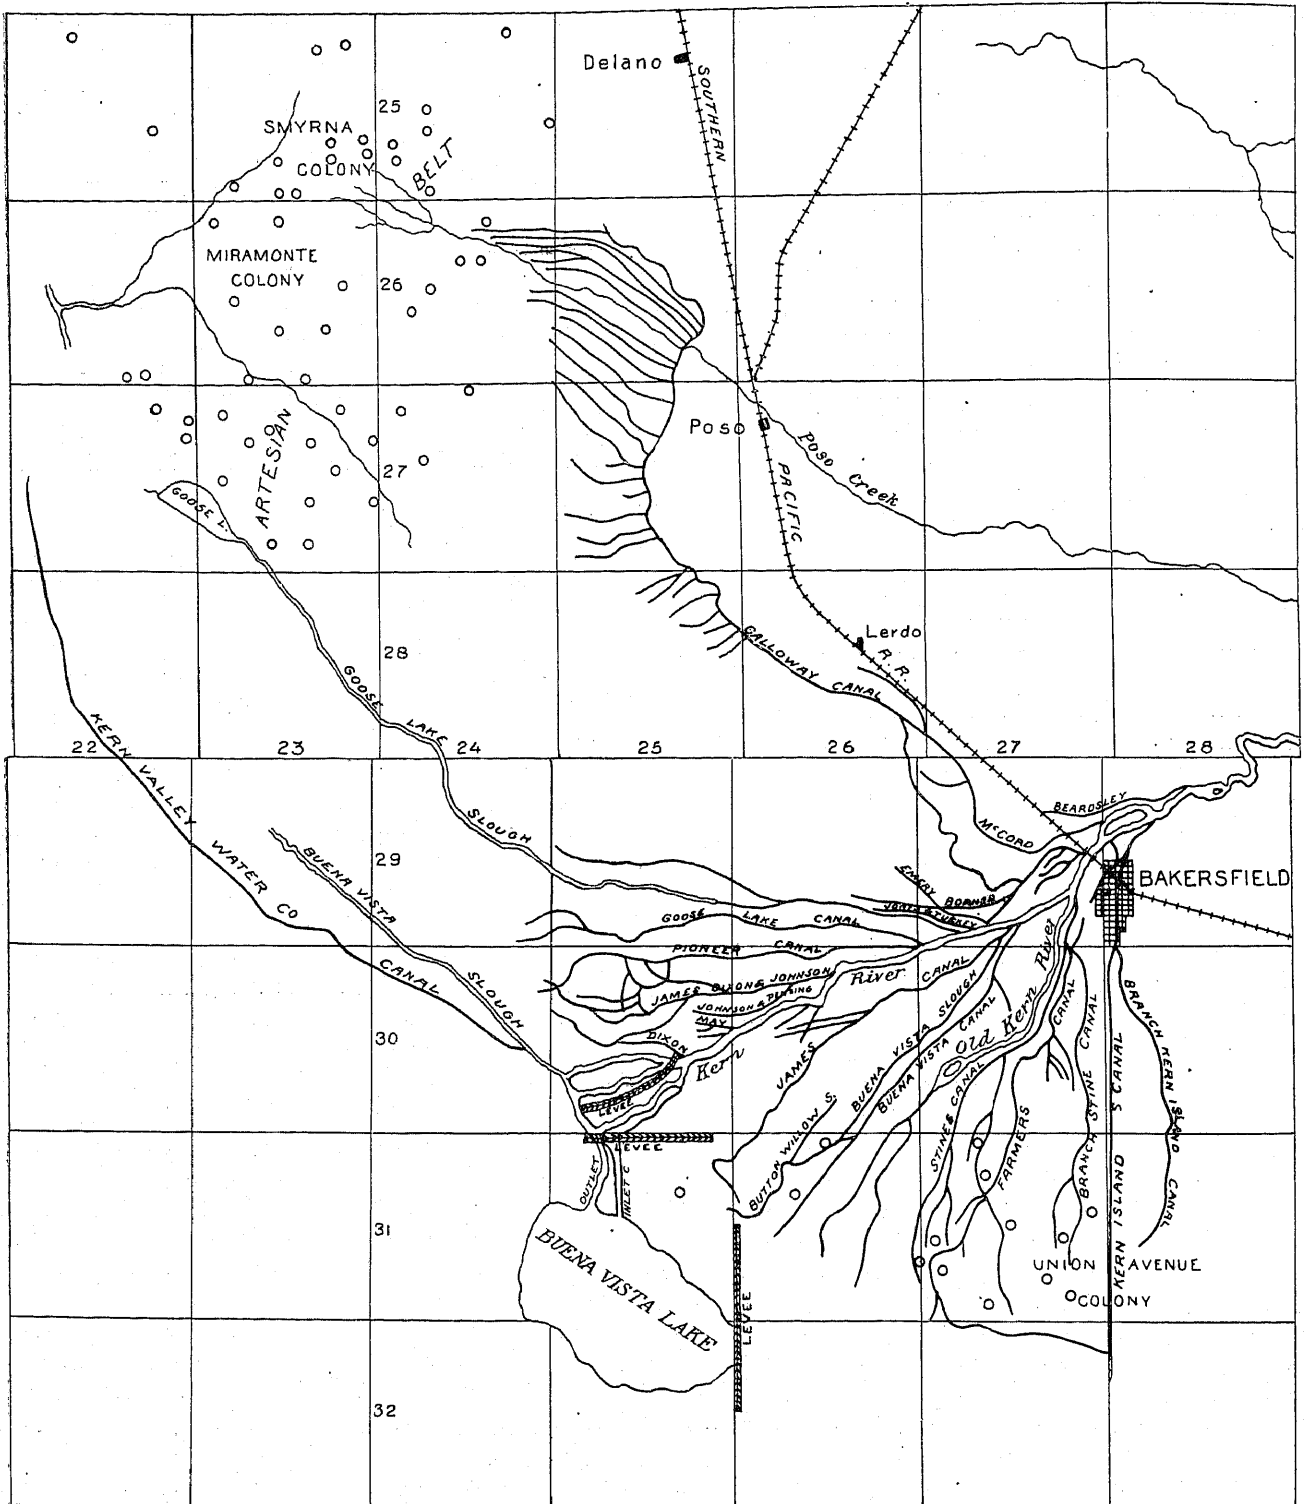 Delano
SOUTHERN
25
SMYRNA
COLONY
BELT
MIRAMONTE
COLONY
26
Poso
Poso Creek
ARTESIAN
27
PACIFIC
GOOSE L.
Lerdo
R. R.
28
CALLOWAY CANAL
GOOSE LAKE SLOUGH
22
23
24
25
26
27
28
KERN VALLEY WATER CO CANAL
BEARDSLEY
McCORD
29
BUENA VISTA SLOUGH
EMERY
BORNER
JONES & TUCKEY
BAKERSFIELD
GOOSE LAKE CANAL
PIONEER CANAL
River
CANAL
River
JAMES DIXON & JOHNSON
JOHNSON &
MAY
DIXON
Kern
30
JAMES
BUENA VISTA SLOUGH
BUENA VISTA CANAL
Old Kern
CANAL
BRANCH STINE CANAL
KERN ISLAND S CANAL
BRANCH KERN ISLAND CANAL
LEVEE
LEVEE
STINES CANAL
FARMERS
BUTTON WILLOW S.
OUTLET
INLET C
31
BUENA VISTA LAKE
LEVEE
UNION AVENUE
COLONY
32